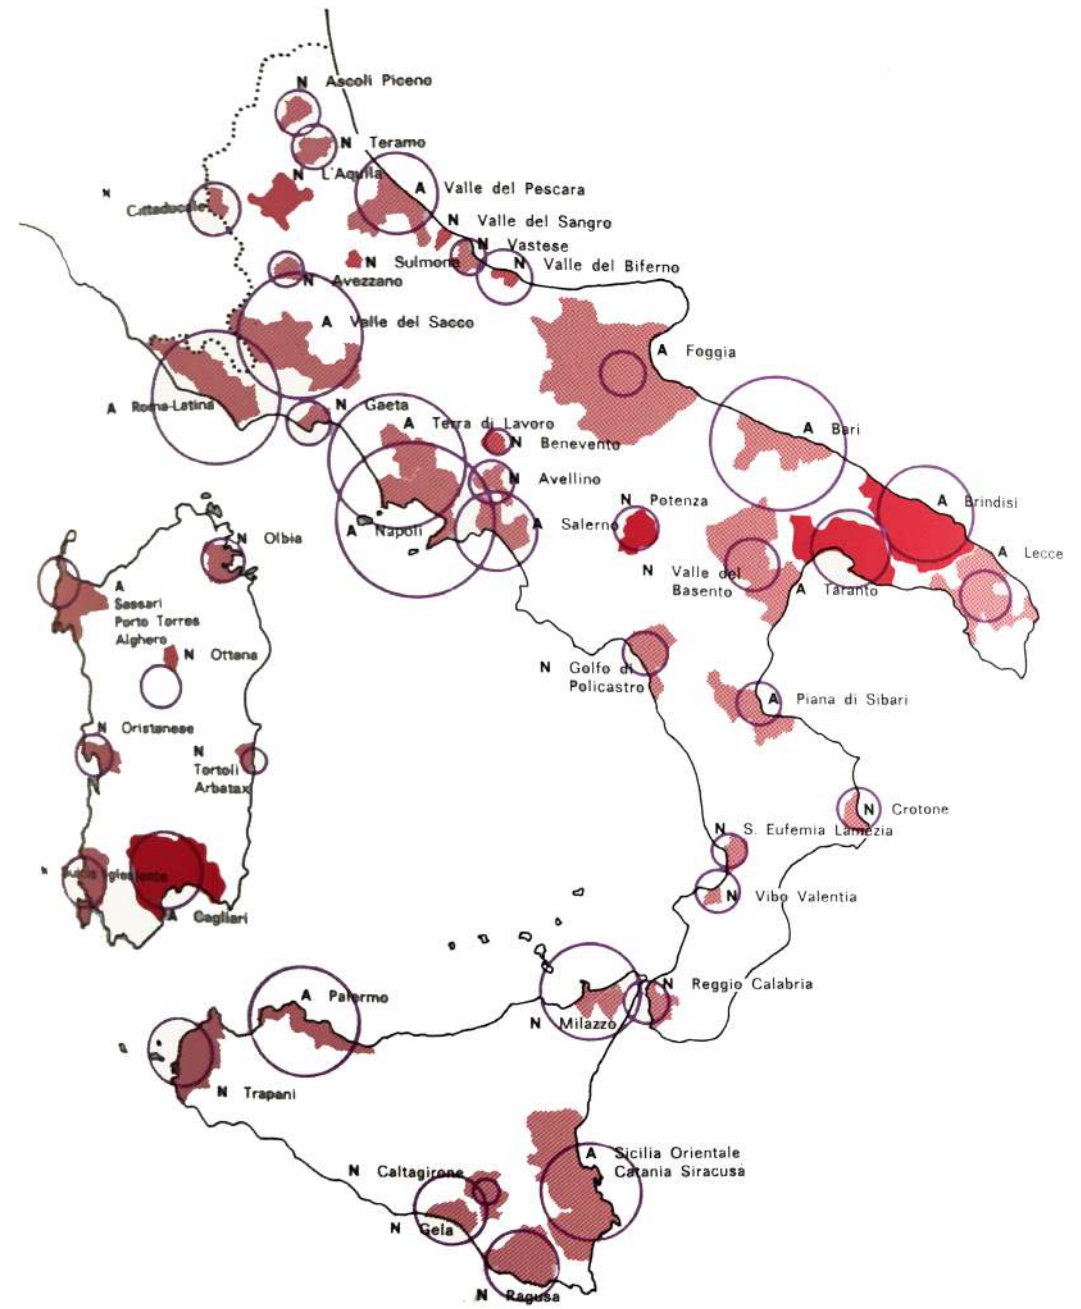 N Ascoli Piceno
N Teramo
N L'Aquila
A Valle del Pescara
N
Cittaducale
N Valle del Sangro
N Vastese
N Sulmona
N Valle del Biferno
N Avezzano
A Valle del Sacco
A Foggia
A Roma-Latina
N Gaeta
A Terra di Lavoro
N Benevento
A Bari
N Avellino
N Potenza
A Brindisi
A Napoli
A Salerno
N Olbia
A Lecce
N Valle del
Basento
A Taranto
A
Sassari
Porto Torres
Alghero
N Ottana
N Golfo di
Policastro
A Piana di Sibari
N Oristanese
N
Tortoli
Arbatax
N Crotone
N S. Eufemia Lamezia
N Sulcis Iglesiente
N Vibo Valentia
A Cagliari
N Reggio Calabria
A Palermo
N Milazzo
N Trapani
A Sicilia Orientale
Catania Siracusa
N Caltagirone
N Gela
N Ragusa